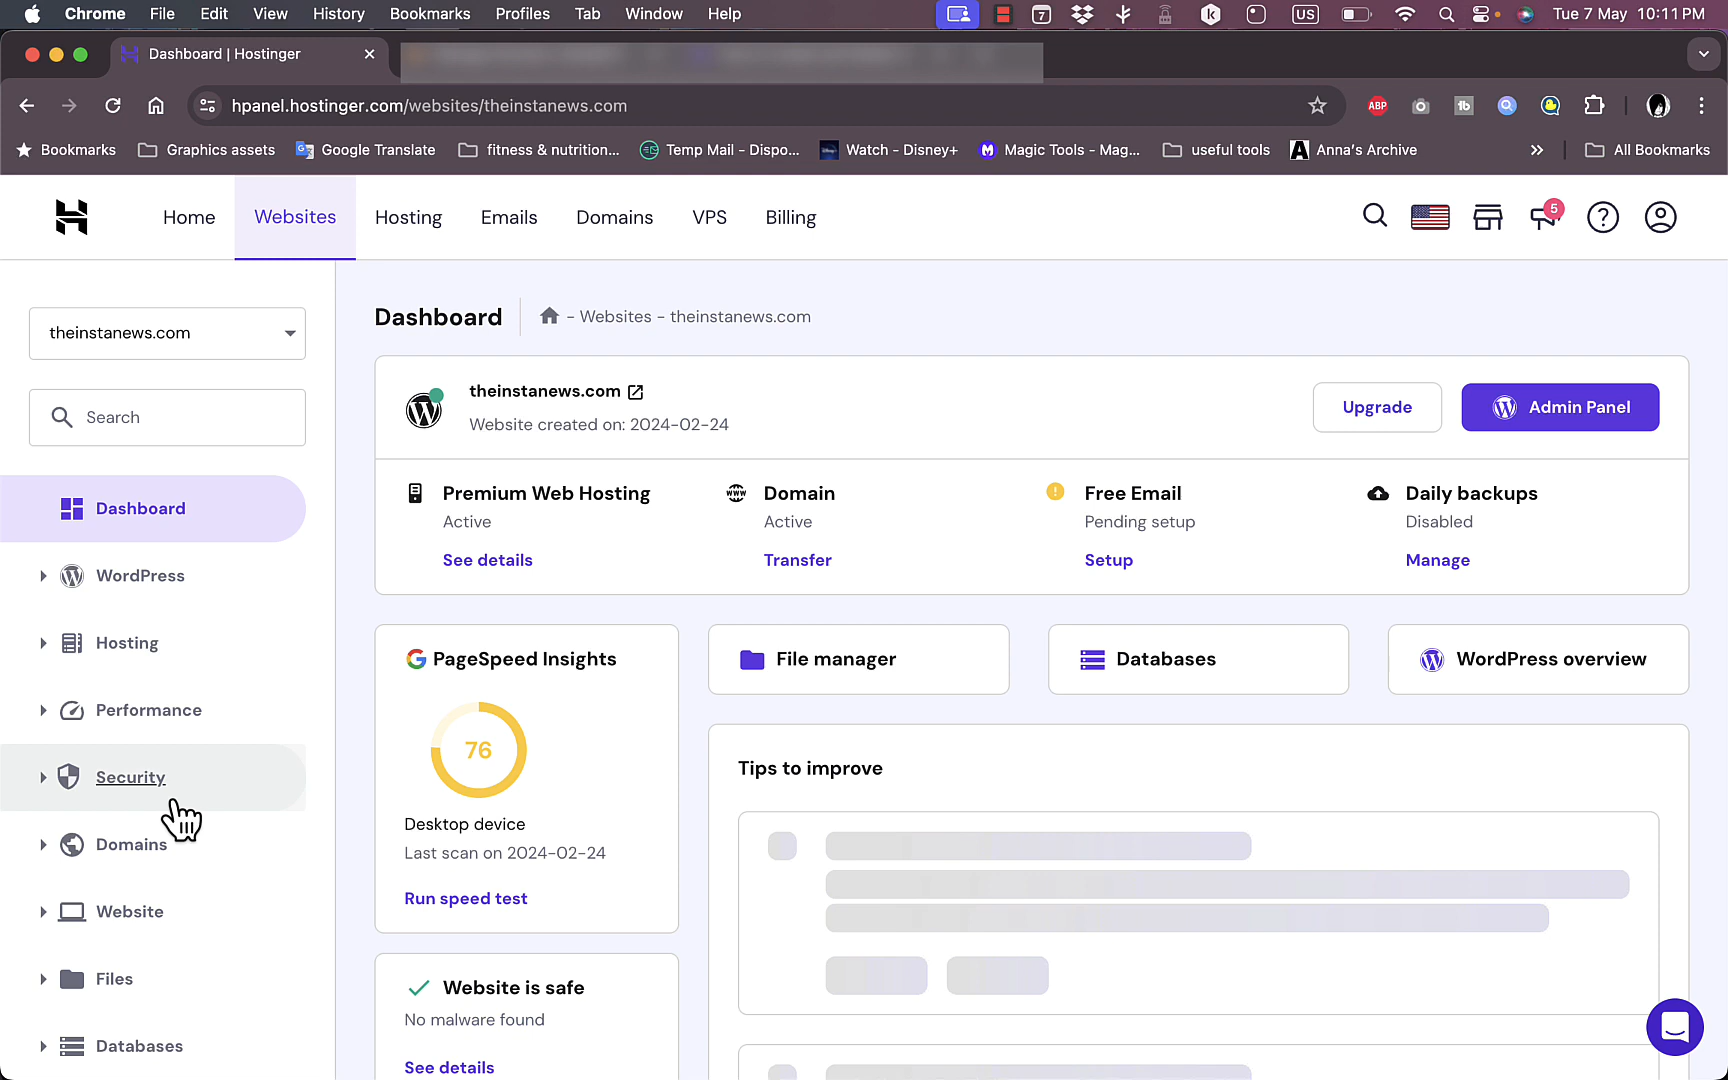 Chrome File Edit View History Bookmarks Profiles Tab Window Help 7 US Tue 7 May 10:11 PM
Dashboard | Hostinger
hpanel.hostinger.com/websites/theinstanews.com ABP tb
Bookmarks Graphics assets Google Translate fitness & nutrition... Temp Mail - Dispo... Watch - Disney+ Magic Tools - Mag... useful tools Anna's Archive All Bookmarks
Home Websites Hosting Emails Domains VPS Billing 5
theinstanews.com
Search
Dashboard
WordPress
Hosting
Performance
Security
Domains
Website
Files
Databases
Dashboard - Websites - theinstanews.com
theinstanews.com
Website created on: 2024-02-24
Upgrade Admin Panel
Premium Web Hosting
Active
See details
Domain
Active
Transfer
Free Email
Pending setup
Setup
Daily backups
Disabled
Manage
PageSpeed Insights
76
Desktop device
Last scan on 2024-02-24
Run speed test
Website is safe
No malware found
See details
File manager
Databases
WordPress overview
Tips to improve